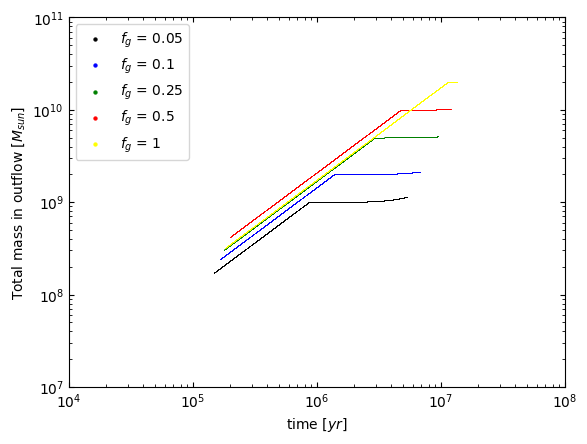 Total mass in outflow [M_sun]
10^11
10^10
10^9
10^8
10^7
f_g = 0.05
f_g = 0.1
f_g = 0.25
f_g = 0.5
f_g = 1
10^4 10^5 10^6 10^7 10^8
time [yr]